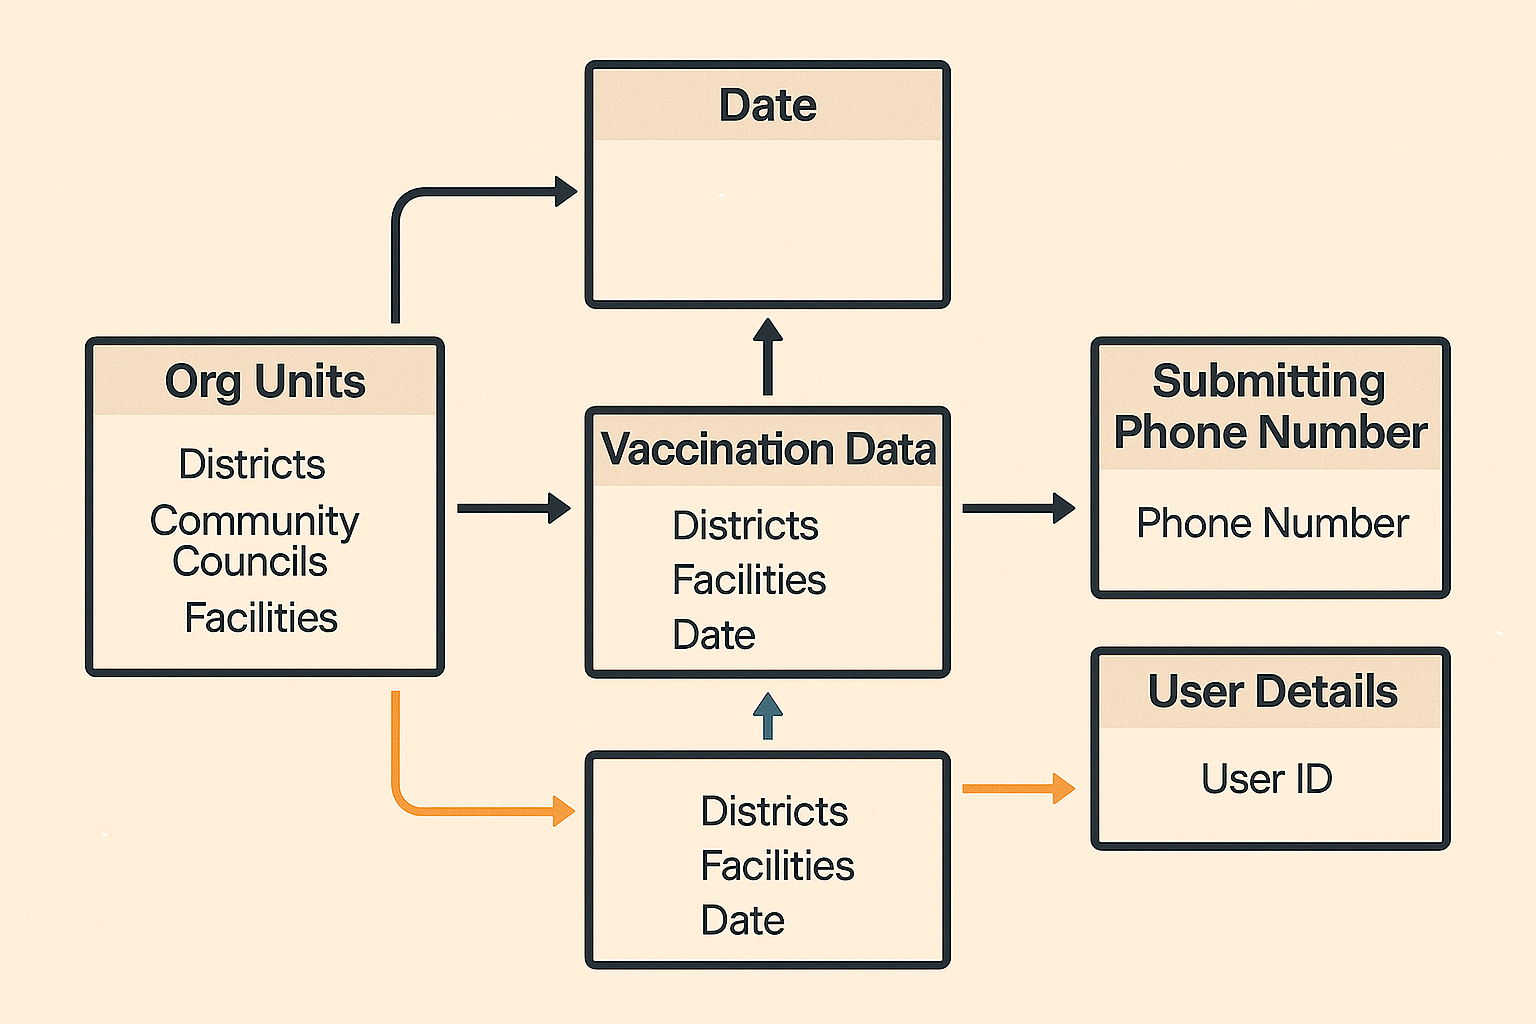 Date
Org Units
Districts
Community
Councils
Facilities
Vaccination Data
Districts
Facilities
Date
Submitting
Phone Number
Phone Number
User Details
User ID
Districts
Facilities
Date